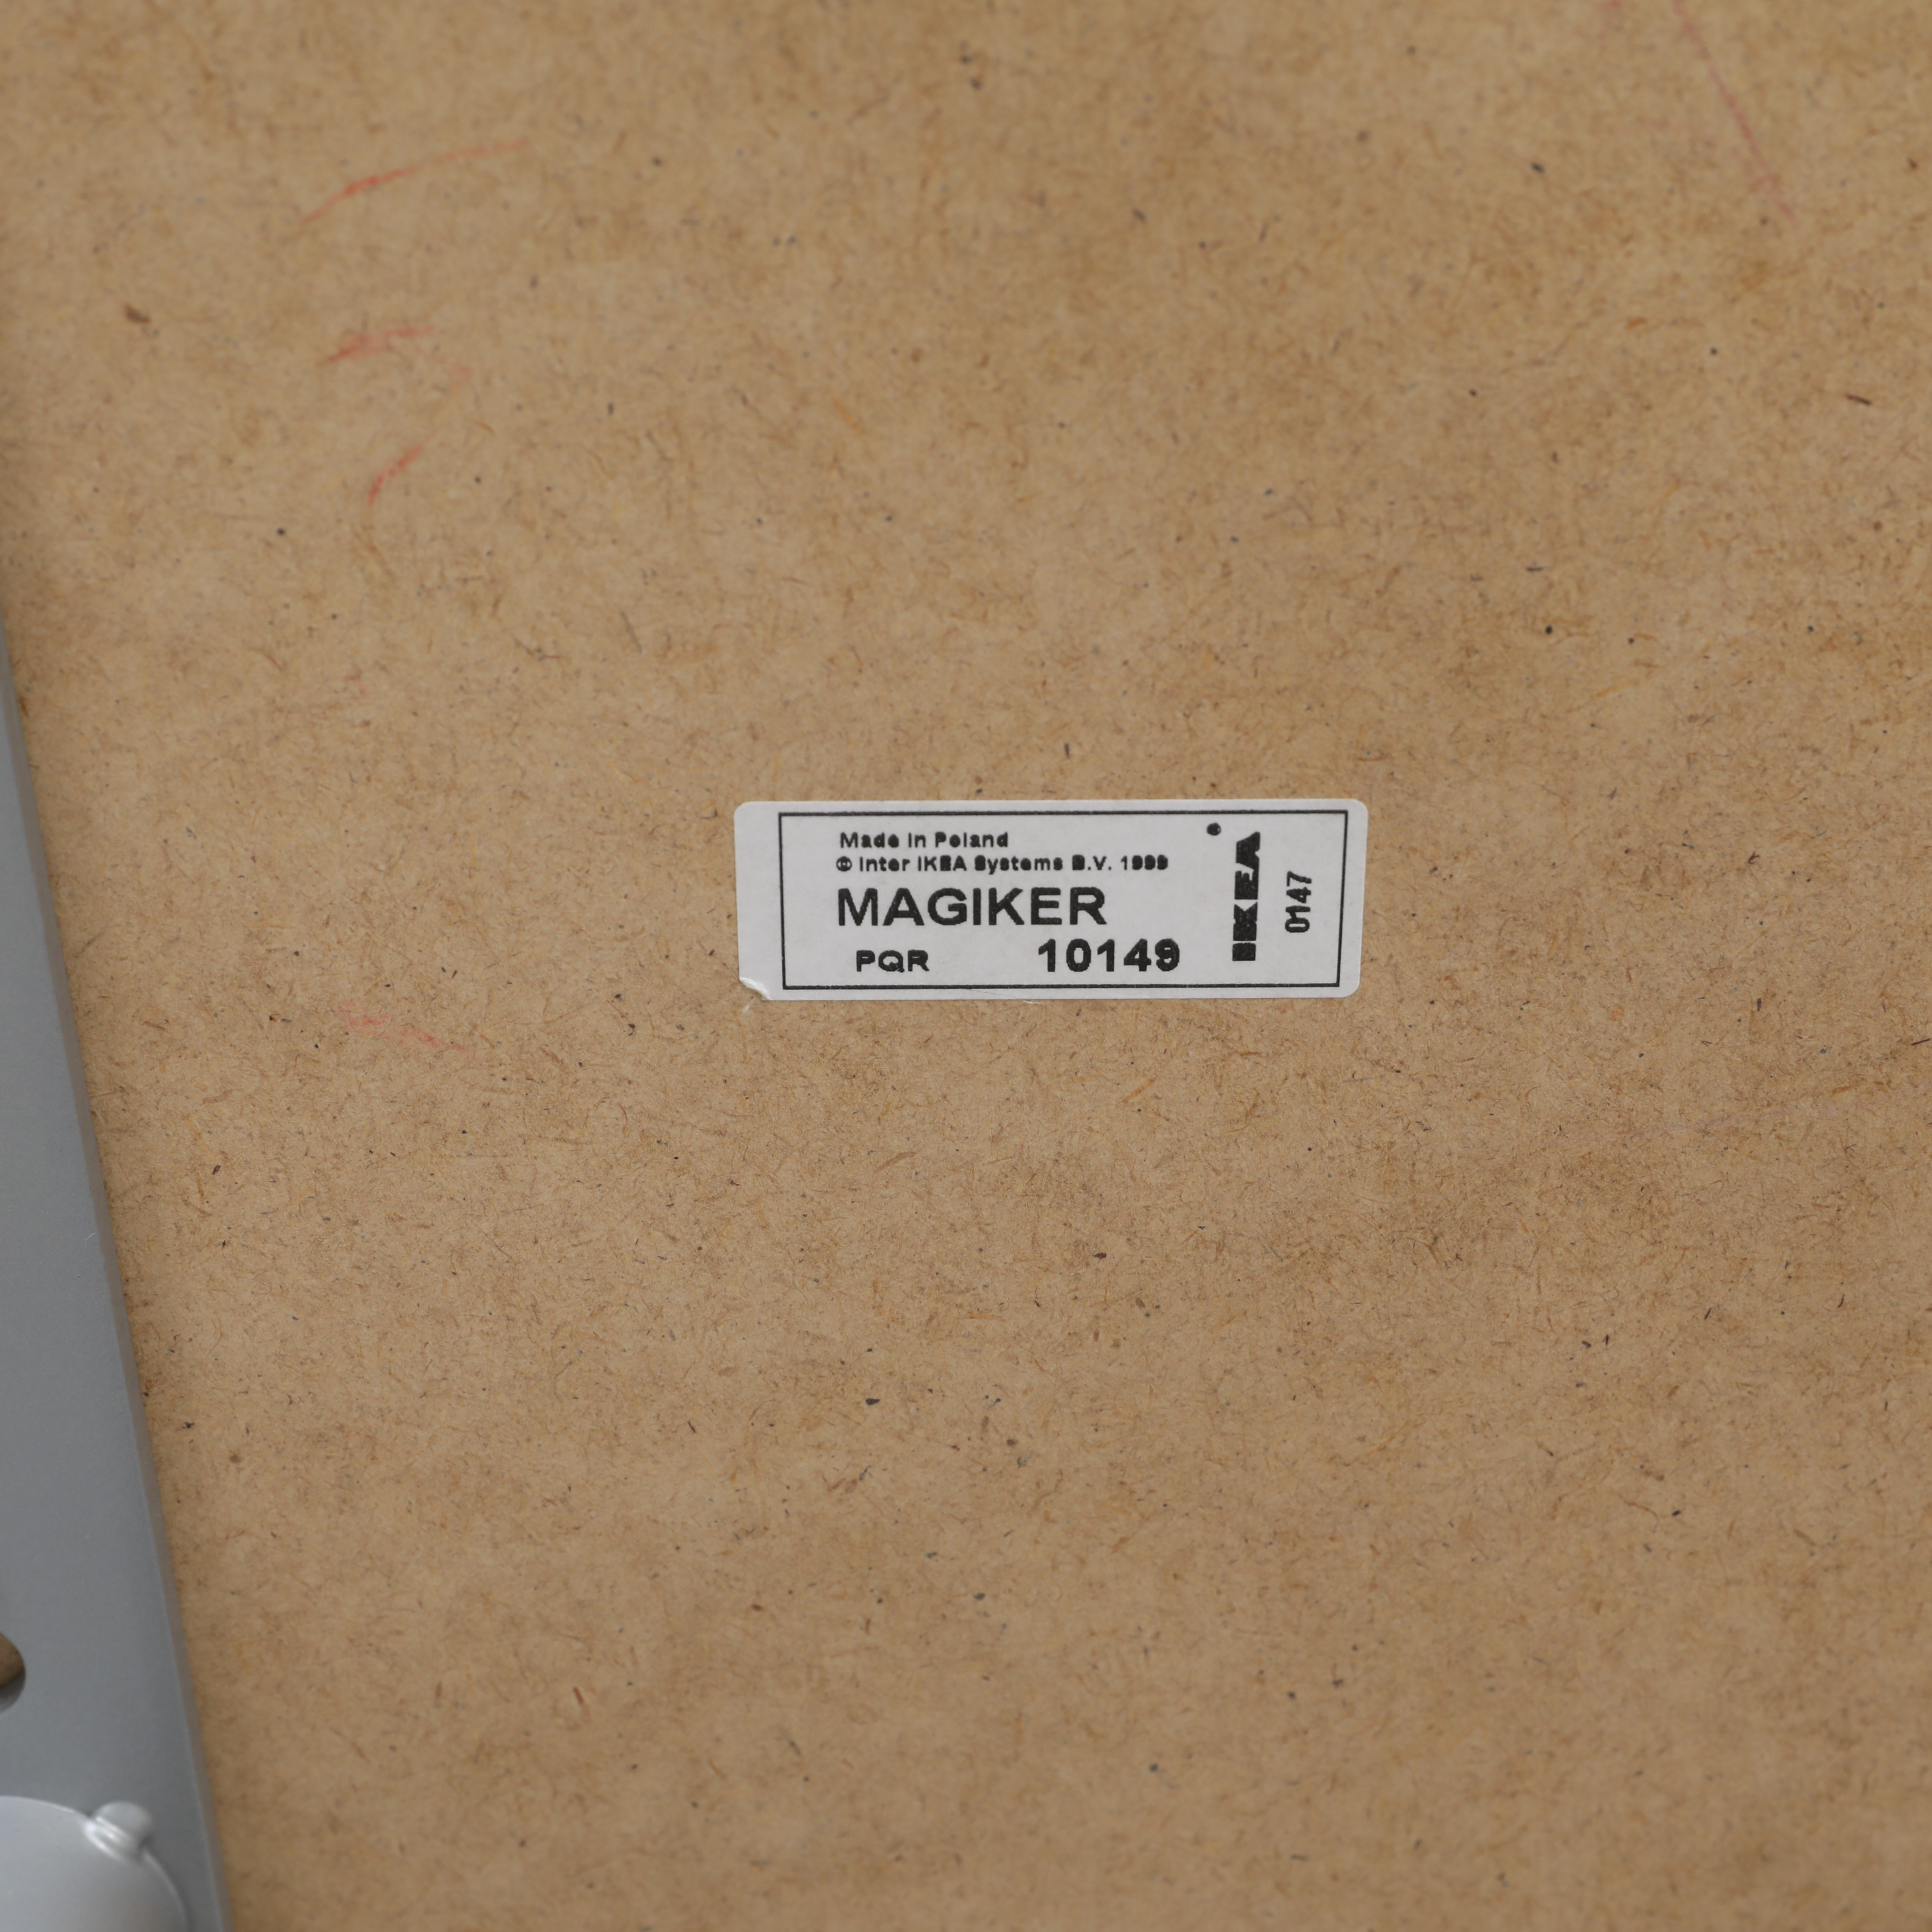 Made in Poland
© Inter IKEA Systems B.V. 1999
MAGIKER
PQR 10149
IKEA
0147